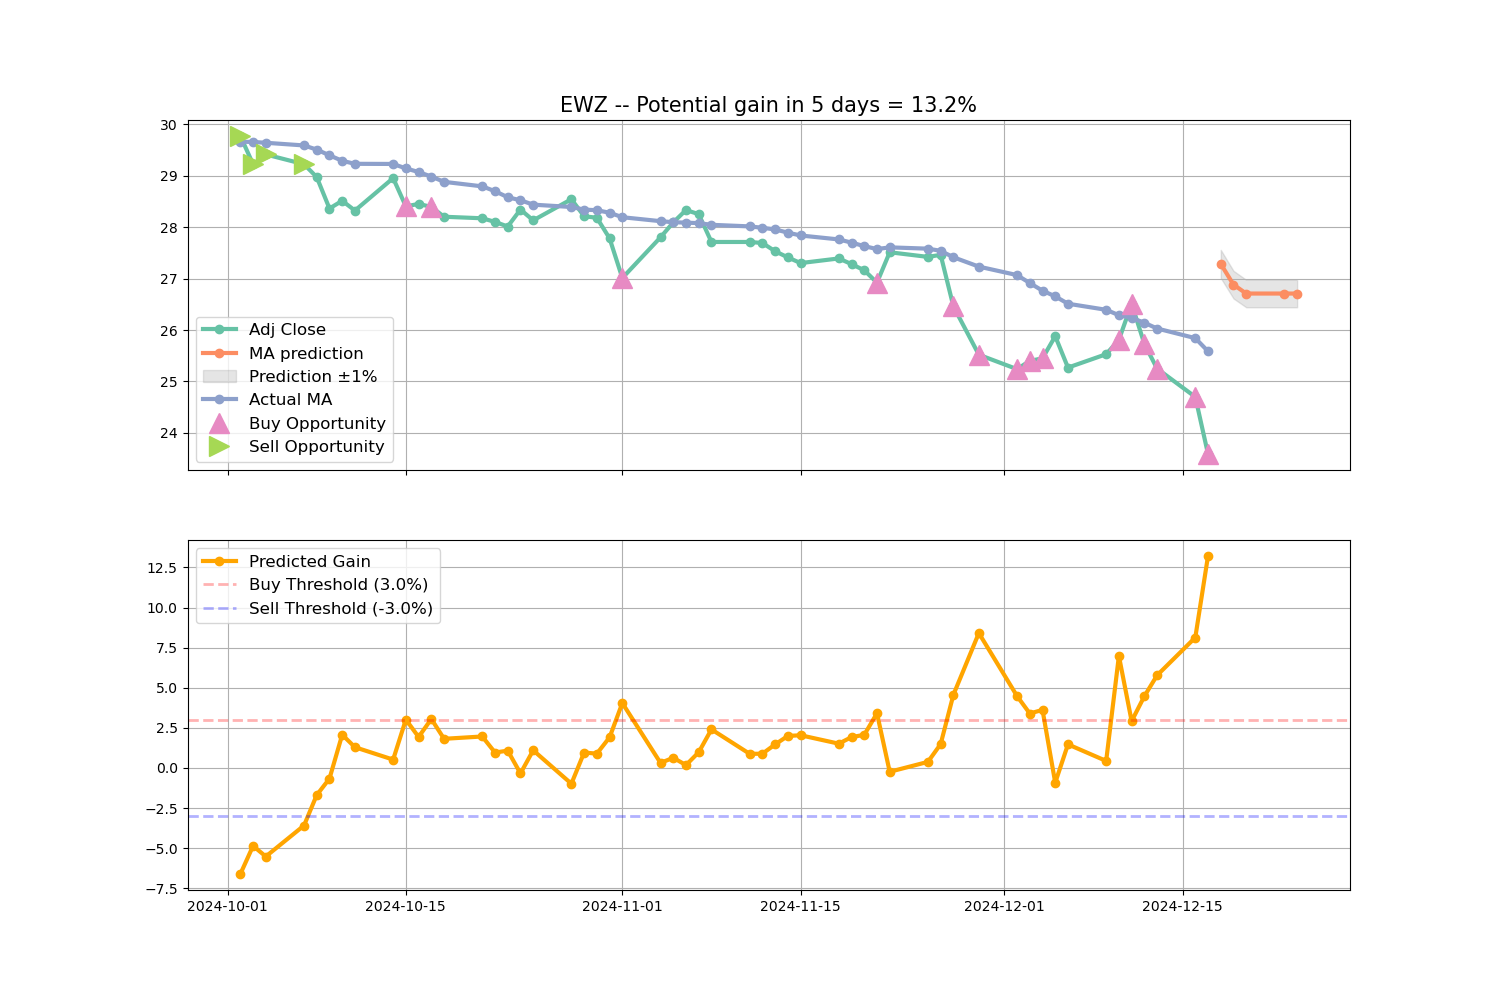 EWZ -- Potential gain in 5 days = 13.2%
30
29
28
27
26
25
24
Adj Close
MA prediction
Prediction ±1%
Actual MA
Buy Opportunity
Sell Opportunity
12.5
10.0
7.5
5.0
2.5
0.0
−2.5
−5.0
−7.5
Predicted Gain
Buy Threshold (3.0%)
Sell Threshold (-3.0%)
2024-10-01 2024-10-15 2024-11-01 2024-11-15 2024-12-01 2024-12-15